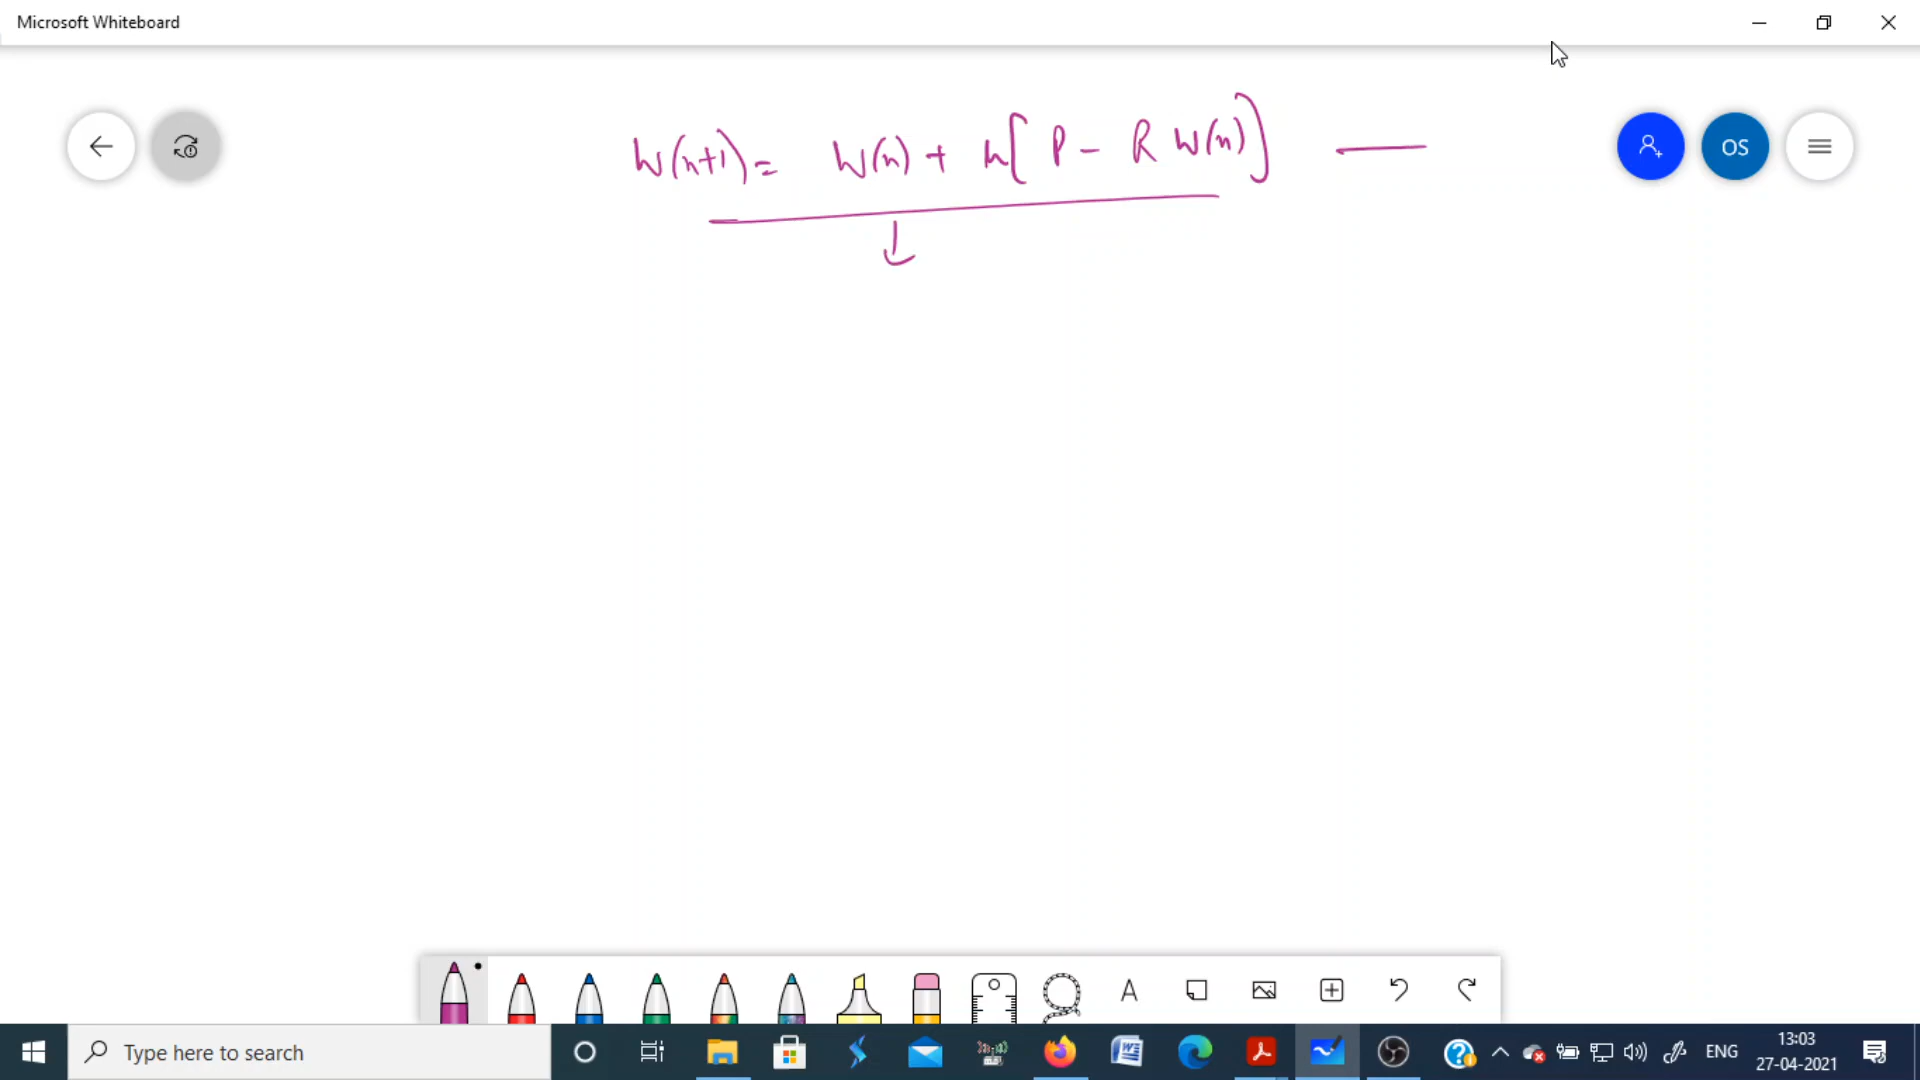 Microsoft Whiteboard
W(n+1) = W(n) + μ[P - R W(n)]
OS
A
Type here to search
ENG
13:03
27-04-2021